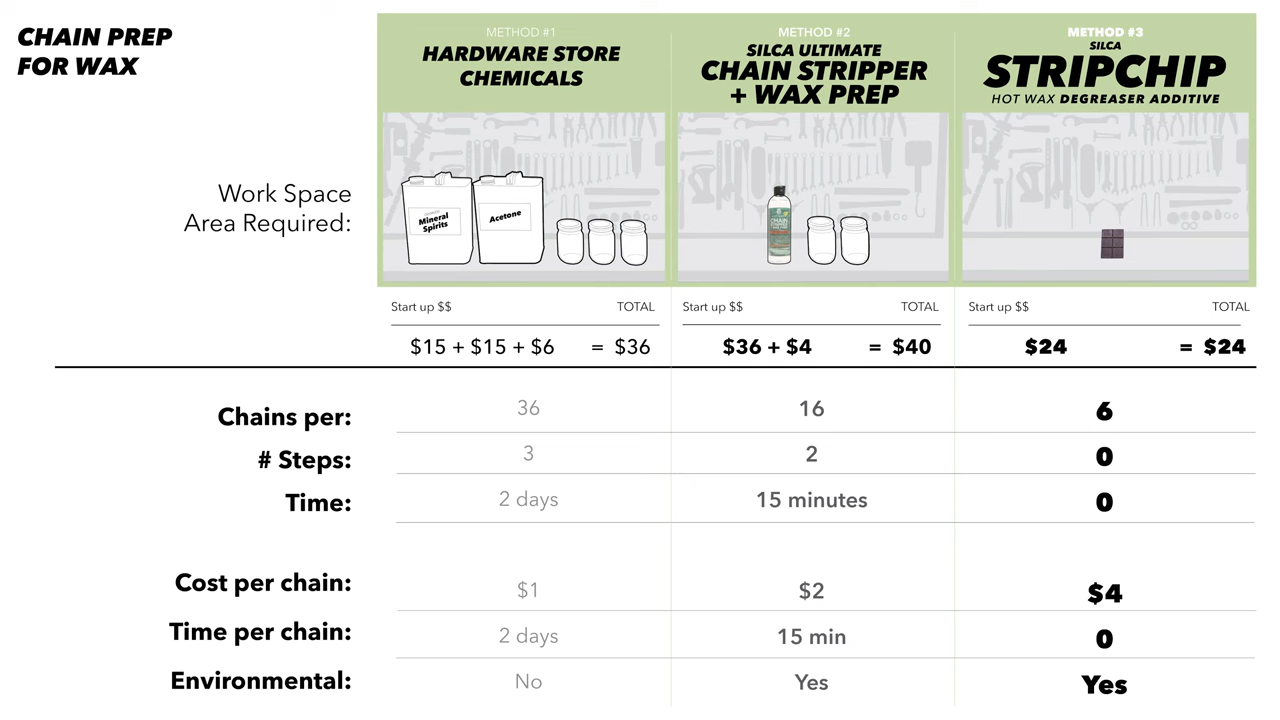 CHAIN PREP
FOR WAX
METHOD #1
HARDWARE STORE
CHEMICALS
METHOD #2
SILCA ULTIMATE
CHAIN STRIPPER
+ WAX PREP
METHOD #3
SILCA
STRIPCHIP
HOT WAX DEGREASER ADDITIVE
Work Space
Area Required:
Mineral
Spirits
Acetone
CHAIN
STRIPPER
Start up $$ TOTAL
$15 + $15 + $6 = $36
Start up $$ TOTAL
$36 + $4 = $40
Start up $$ TOTAL
$24 = $24
Chains per: 36 16 6
# Steps: 3 2 0
Time: 2 days 15 minutes 0
Cost per chain: $1 $2 $4
Time per chain: 2 days 15 min 0
Environmental: No Yes Yes